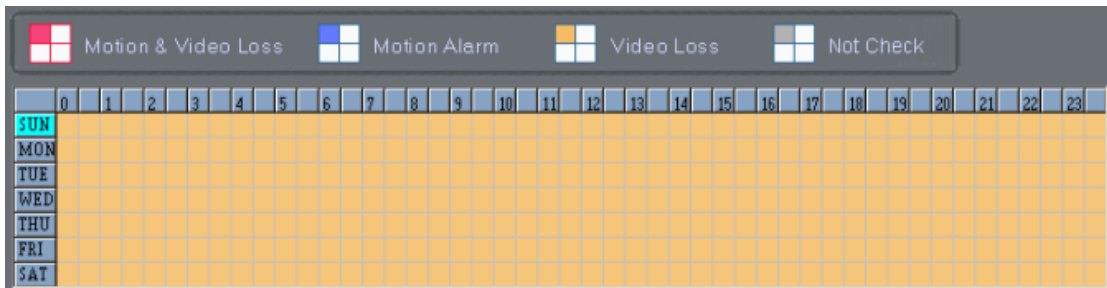 Motion & Video Loss Motion Alarm Video Loss Not Check
0 1 2 3 4 5 6 7 8 9 10 11 12 13 14 15 16 17 18 19 20 21 22 23
SUN
MON
TUE
WED
THU
FRI
SAT